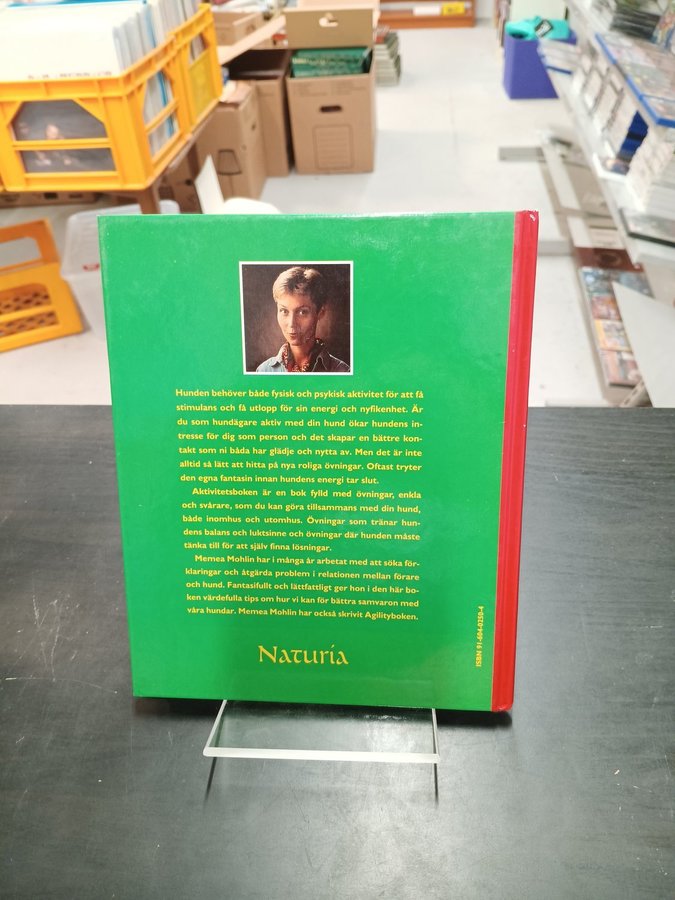 Hunden behöver både fysisk och psykisk aktivitet för att få
stimulans och få utlopp för sin energi och nyfikenhet. Är
du som hundägare aktiv med din hund ökar hundens in-
tresse för dig som person och det skapar en bättre kon-
takt som ni båda har glädje och nytta av. Men det är inte
alltid så lätt att hitta på nya roliga övningar. Oftast tryter
den egna fantasin innan hundens energi tar slut.
Aktivitetsboken är en bok fylld med övningar, enkla
och svårare, som du kan göra tillsammans med din hund,
både inomhus och utomhus. Övningar som tränar hun-
dens balans och luktsinne och övningar där hunden måste
tänka till för att själv finna lösningar.
Memea Mohlin har i många år arbetat med att söka för-
klaringar och åtgärda problem i relationen mellan förare
och hund. Fantasifullt och lättfattligt ger hon i den här bo-
ken värdefulla tips om hur vi kan för bättra samvaron med
våra hundar. Memea Mohlin har också skrivit Agilityboken.
Naturia
ISBN 91-604-0250-4